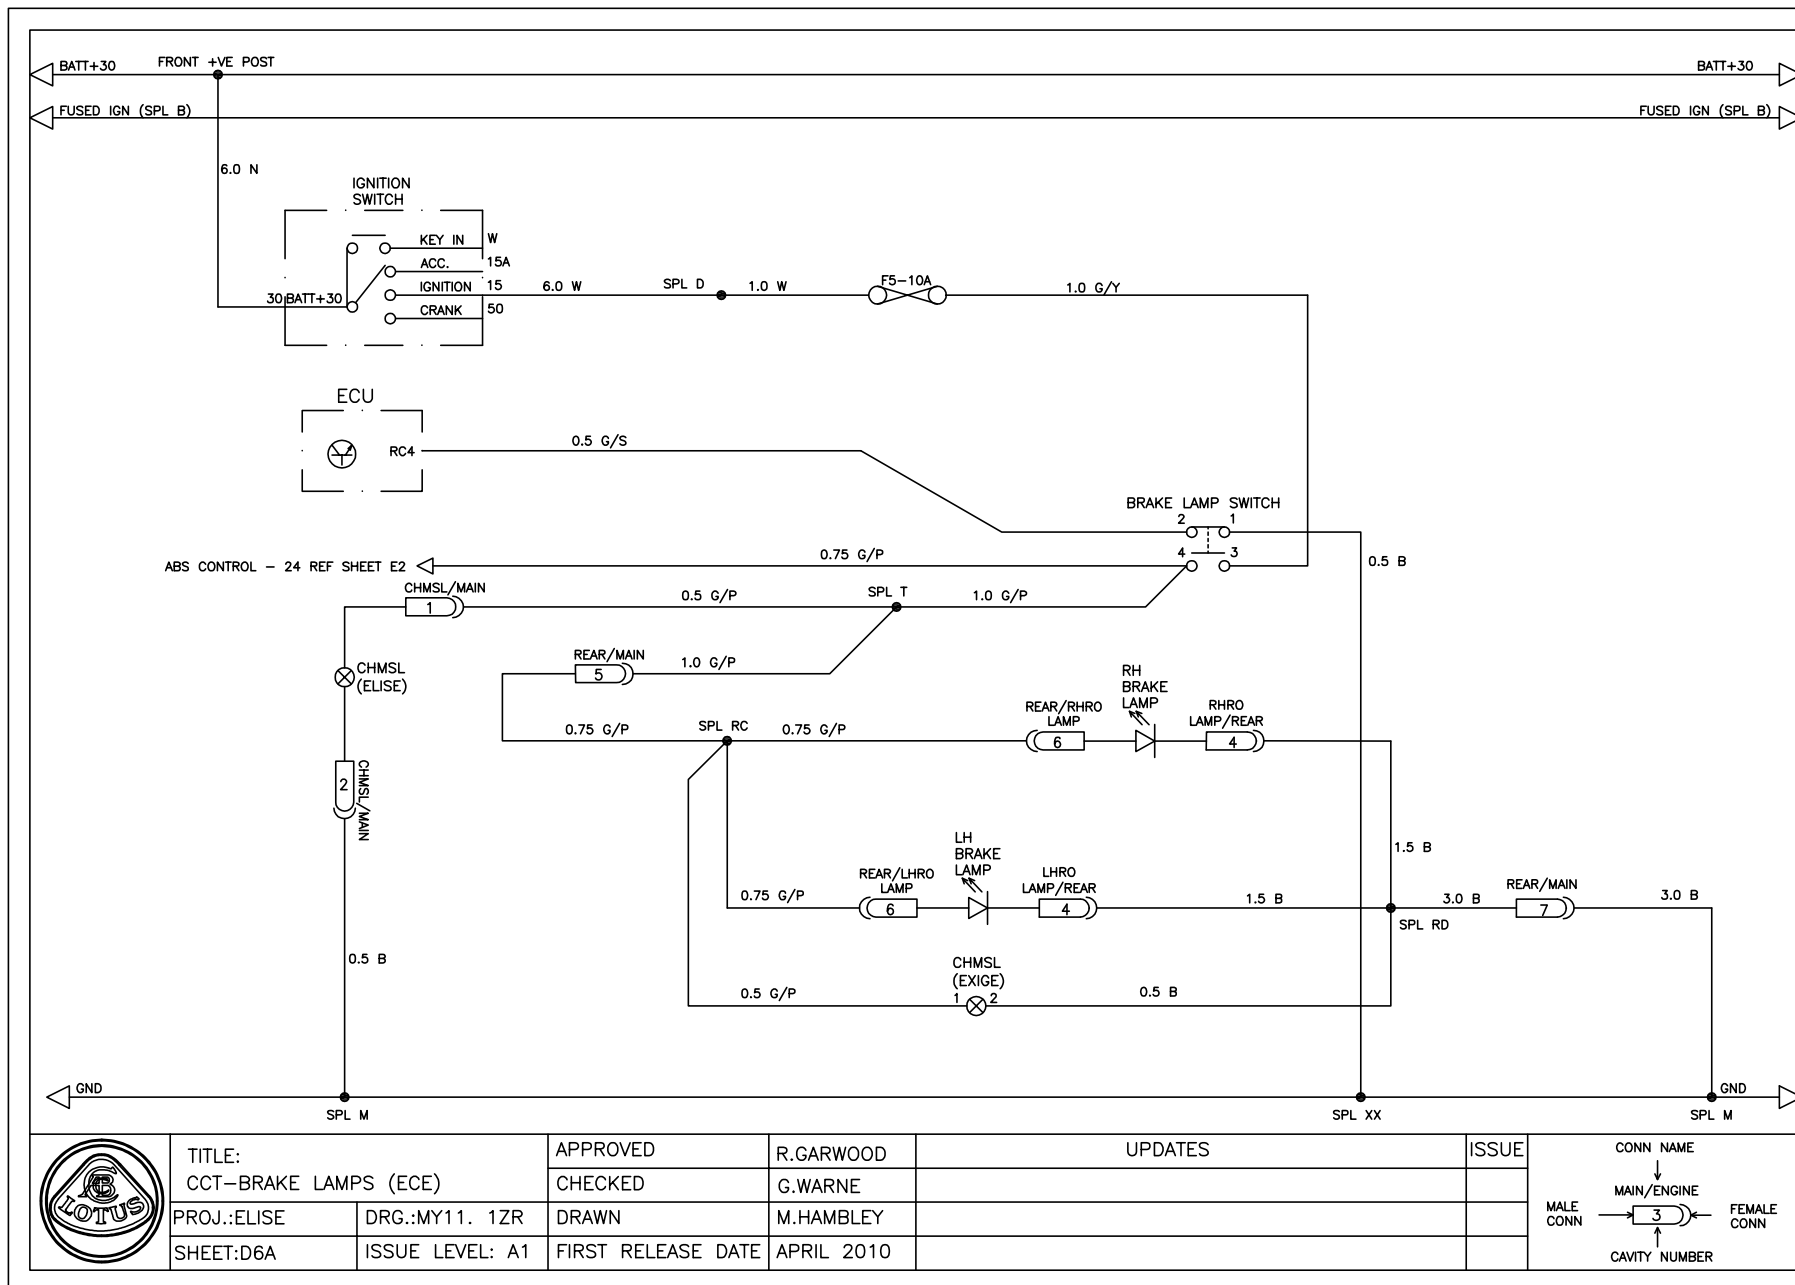 BATT+30
FRONT +VE POST
BATT+30
FUSED IGN (SPL B)
FUSED IGN (SPL B)
6.0 N
IGNITION
SWITCH
KEY IN
W
ACC.
15A
30
BATT+30
IGNITION
15
CRANK
50
6.0 W
SPL D
1.0 W
F5-10A
1.0 G/Y
ECU
RC4
0.5 G/S
BRAKE LAMP SWITCH
2
1
4
3
0.5 B
ABS CONTROL - 24 REF SHEET E2
0.75 G/P
CHMSL/MAIN
1
0.5 G/P
SPL T
1.0 G/P
CHMSL
(ELISE)
REAR/MAIN
5
1.0 G/P
0.75 G/P
SPL RC
0.75 G/P
REAR/RHRO
LAMP
6
RH
BRAKE
LAMP
RHRO
LAMP/REAR
4
2
CHMSL/MAIN
1.5 B
0.75 G/P
REAR/LHRO
LAMP
6
LH
BRAKE
LAMP
LHRO
LAMP/REAR
4
1.5 B
SPL RD
3.0 B
REAR/MAIN
7
3.0 B
0.5 B
0.5 G/P
CHMSL
(EXIGE)
1
2
0.5 B
GND
SPL M
SPL XX
SPL M
GND
LOTUS
TITLE:
CCT-BRAKE LAMPS (ECE)
PROJ.:ELISE
DRG.:MY11. 1ZR
SHEET:D6A
ISSUE LEVEL: A1
APPROVED
R.GARWOOD
CHECKED
G.WARNE
DRAWN
M.HAMBLEY
FIRST RELEASE DATE
APRIL 2010
UPDATES
ISSUE
CONN NAME
MAIN/ENGINE
MALE
CONN
3
FEMALE
CONN
CAVITY NUMBER